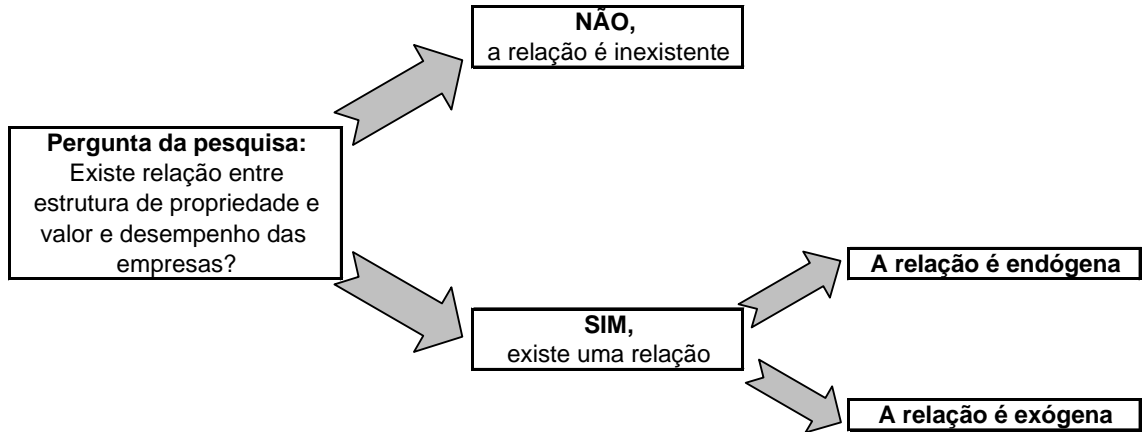 NÃO,
a relação é inexistente
Pergunta da pesquisa:
Existe relação entre
estrutura de propriedade e
valor e desempenho das
empresas?
A relação é endógena
SIM,
existe uma relação
A relação é exógena